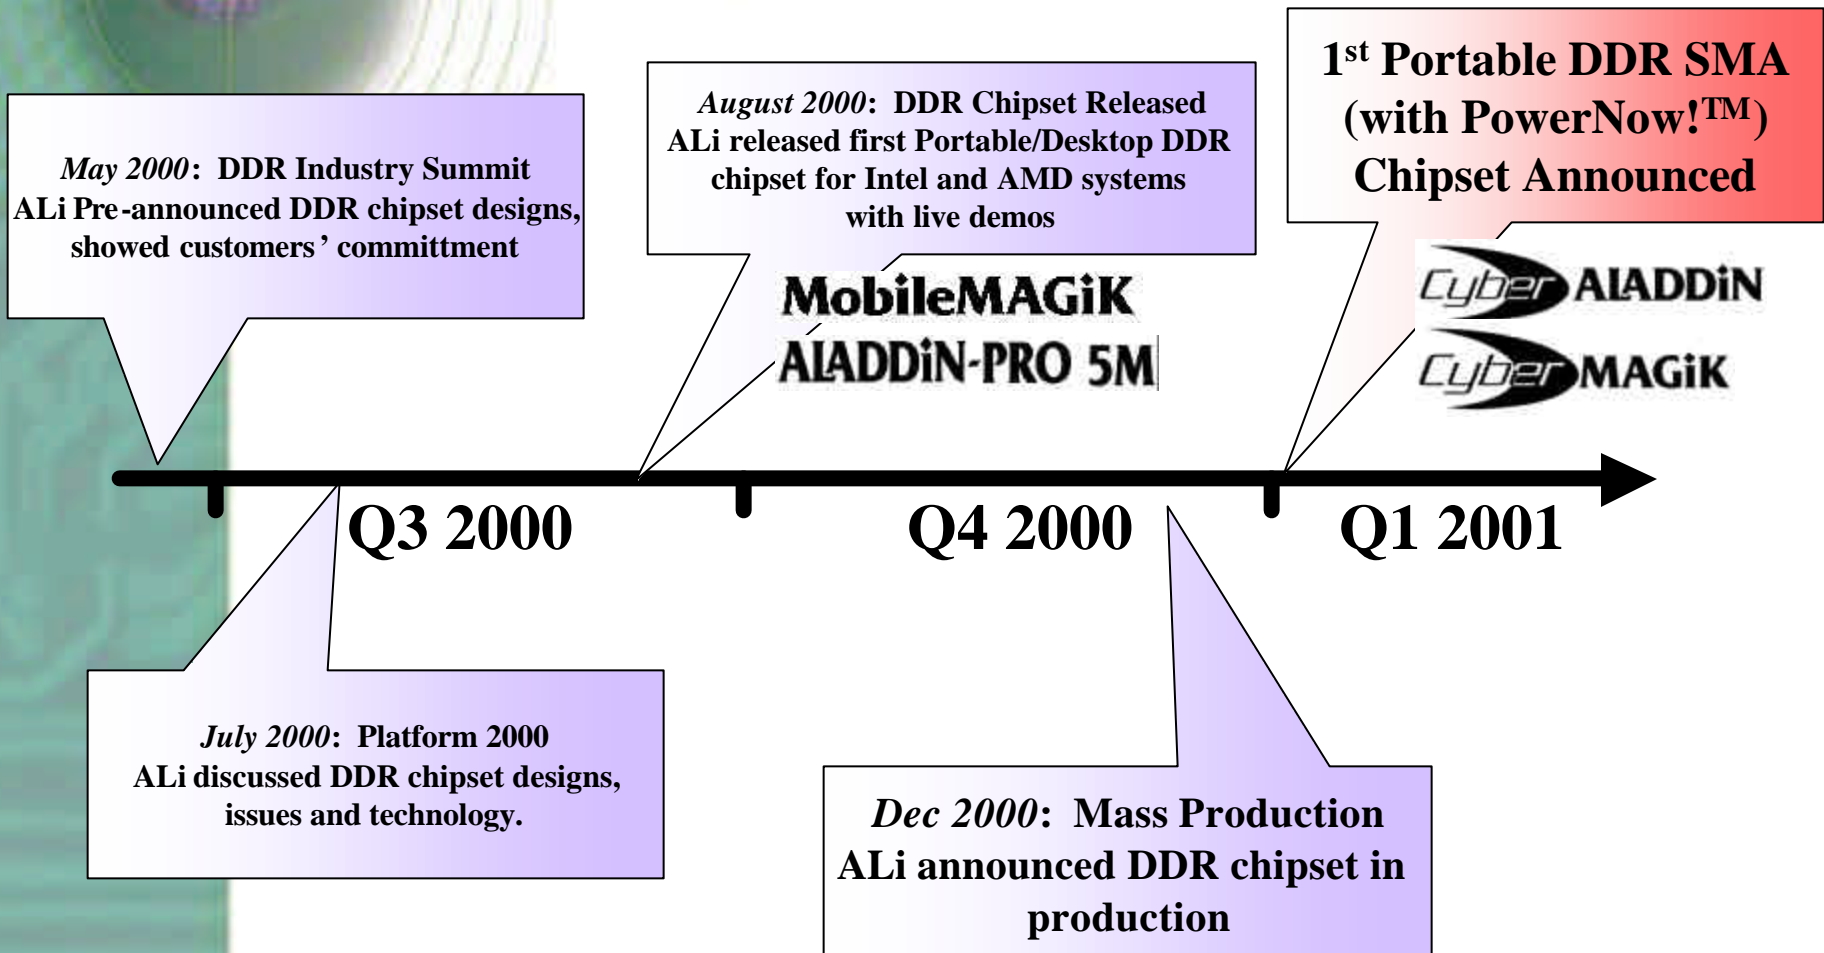 May 2000: DDR Industry Summit
ALi Pre-announced DDR chipset designs,
showed customers’ committment
August 2000: DDR Chipset Released
ALi released first Portable/Desktop DDR
chipset for Intel and AMD systems
with live demos
1st Portable DDR SMA
(with PowerNow!TM)
Chipset Announced
MobileMAGiK
ALADDiN-PRO 5M
Cyber ALADDiN
Cyber MAGiK
Q3 2000
Q4 2000
Q1 2001
July 2000: Platform 2000
ALi discussed DDR chipset designs,
issues and technology.
Dec 2000: Mass Production
ALi announced DDR chipset in
production